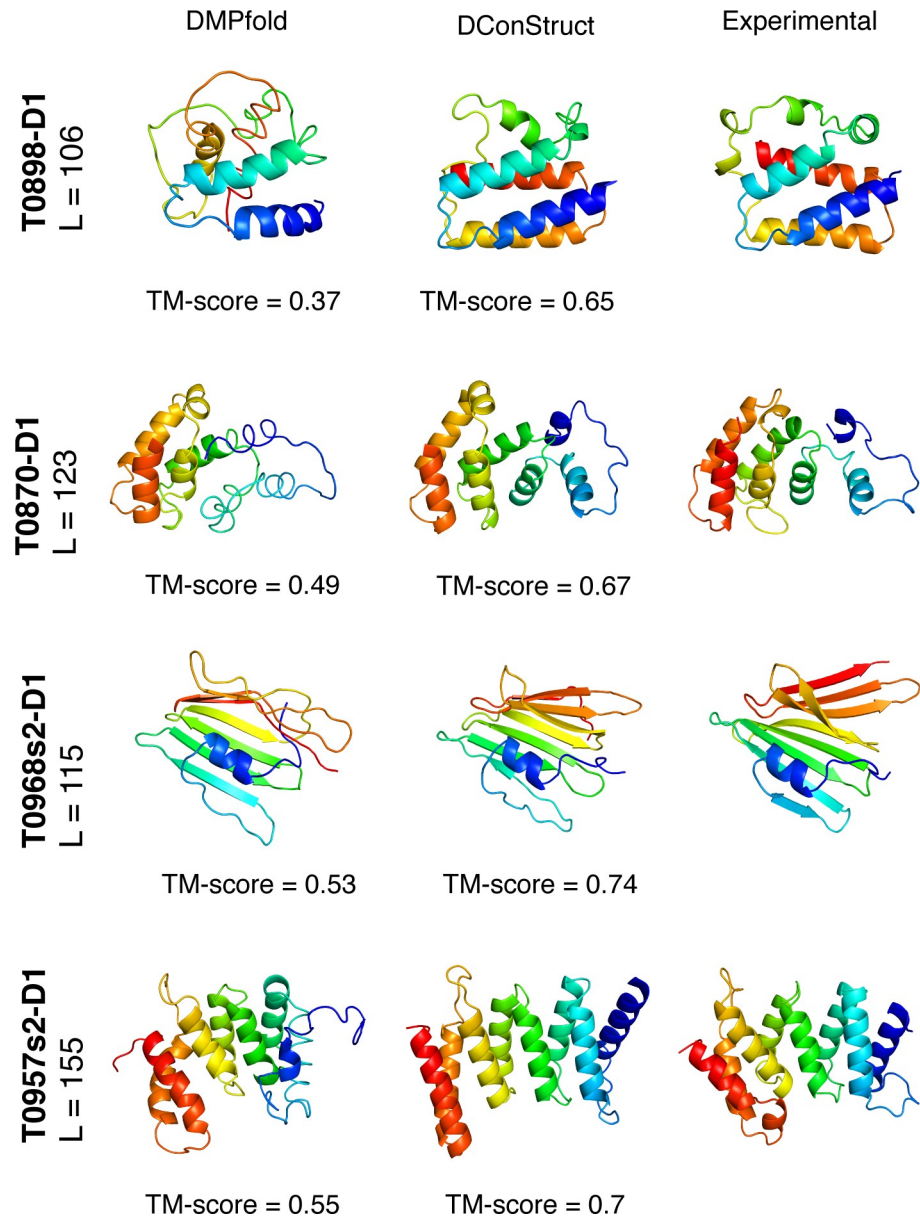 DMPfold
DConStruct
Experimental
T0898-D1
L = 106
TM-score = 0.37
TM-score = 0.65
T0870-D1
L = 123
TM-score = 0.49
TM-score = 0.67
T0968s2-D1
L = 115
TM-score = 0.53
TM-score = 0.74
T0957s2-D1
L = 155
TM-score = 0.55
TM-score = 0.7